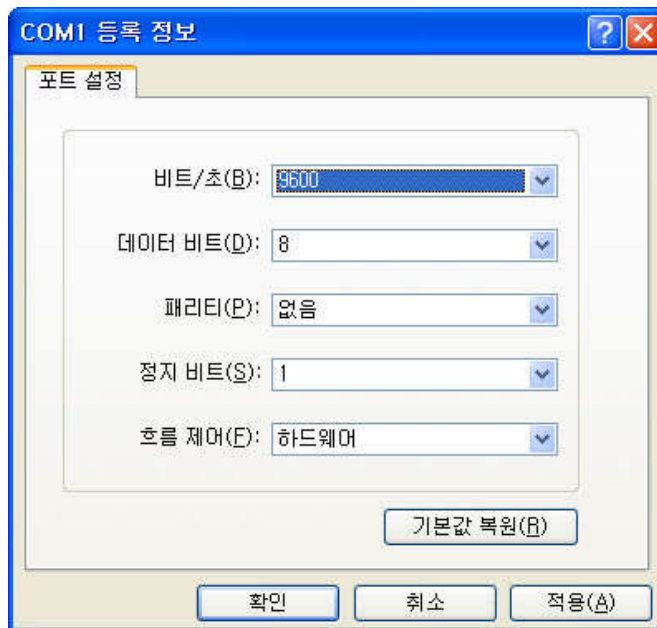 COM1 등록 정보
포트 설정
비트/초(B): 9600
데이터 비트(D): 8
패리티(P): 없음
정지 비트(S): 1
흐름 제어(F): 하드웨어
기본값 복원(R)
확인 취소 적용(A)